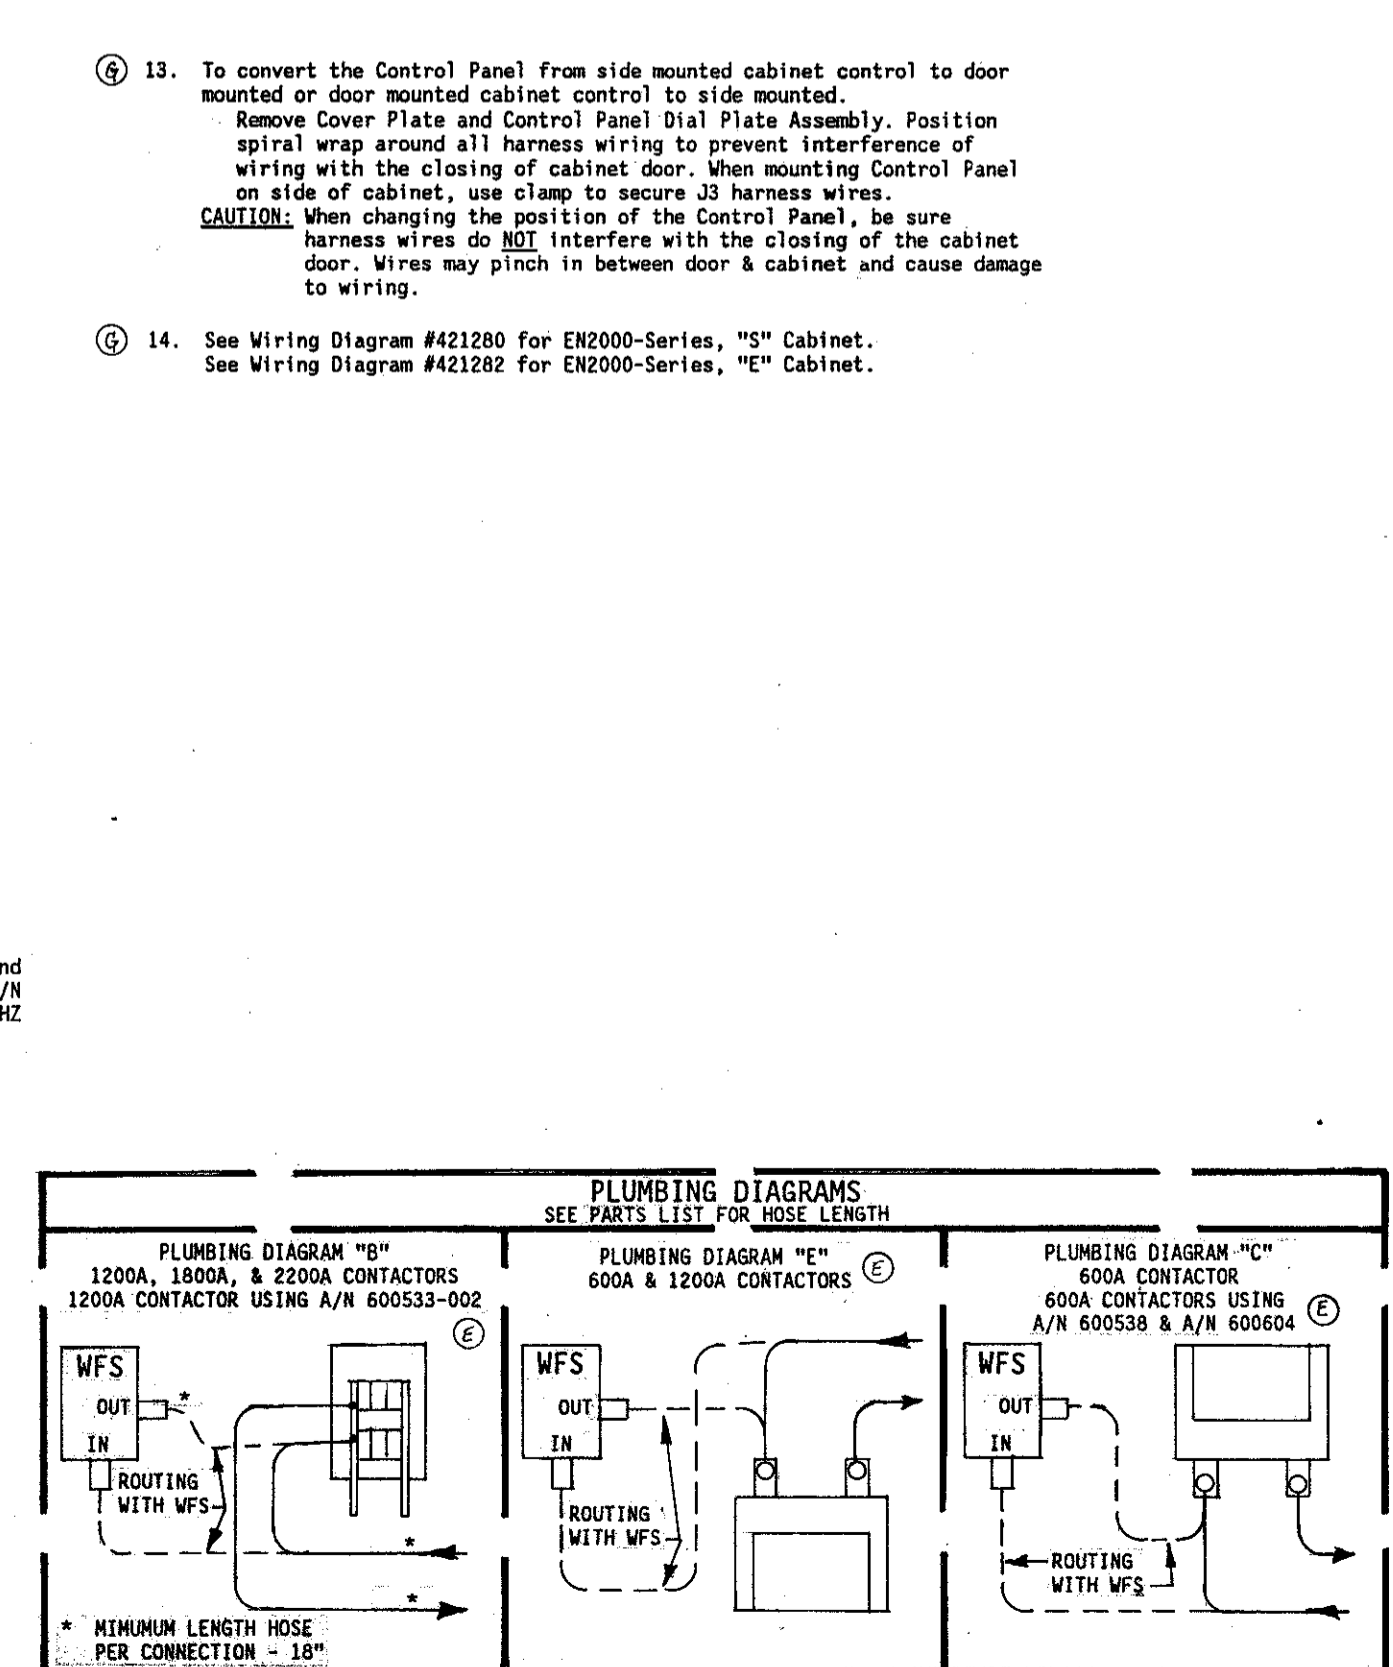 Ⓖ 13. To convert the Control Panel from side mounted cabinet control to door
mounted or door mounted cabinet control to side mounted.
Remove Cover Plate and Control Panel Dial Plate Assembly. Position
spiral wrap around all harness wiring to prevent interference of
wiring with the closing of cabinet door. When mounting Control Panel
on side of cabinet, use clamp to secure J3 harness wires.
CAUTION: When changing the position of the Control Panel, be sure
harness wires do NOT interfere with the closing of the cabinet
door. Wires may pinch in between door & cabinet and cause damage
to wiring.
Ⓖ 14. See Wiring Diagram #421280 for EN2000-Series, "S" Cabinet.
See Wiring Diagram #421282 for EN2000-Series, "E" Cabinet.
nd
/N
HZ
PLUMBING DIAGRAMS
SEE PARTS LIST FOR HOSE LENGTH
PLUMBING DIAGRAM "B"
1200A, 1800A, & 2200A CONTACTORS
1200A CONTACTOR USING A/N 600533-002
Ⓔ
WFS
OUT
*
IN
ROUTING
WITH WFS
*
*
* MIMUMUM LENGTH HOSE
PER CONNECTION - 18"
PLUMBING DIAGRAM "E"
600A & 1200A CONTACTORS
Ⓔ
WFS
OUT
IN
ROUTING
WITH WFS
PLUMBING DIAGRAM "C"
600A CONTACTOR
600A CONTACTORS USING
A/N 600538 & A/N 600604
Ⓔ
WFS
OUT
IN
ROUTING
WITH WFS